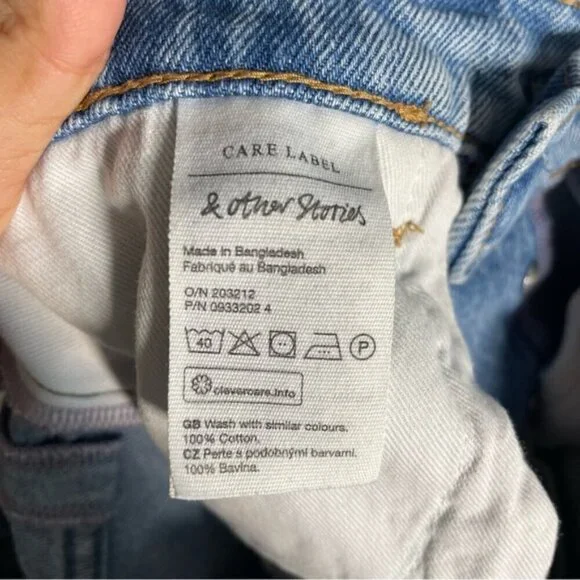 CARE LABEL
& other Stories
Made in Bangladesh
Fabriqué au Bangladesh
O/N 203212
P/N 0933202 4
40 P
clevercare.info
GB Wash with similar colours.
100% Cotton.
CZ Perte s podobnými barvami.
100% Bavlna.